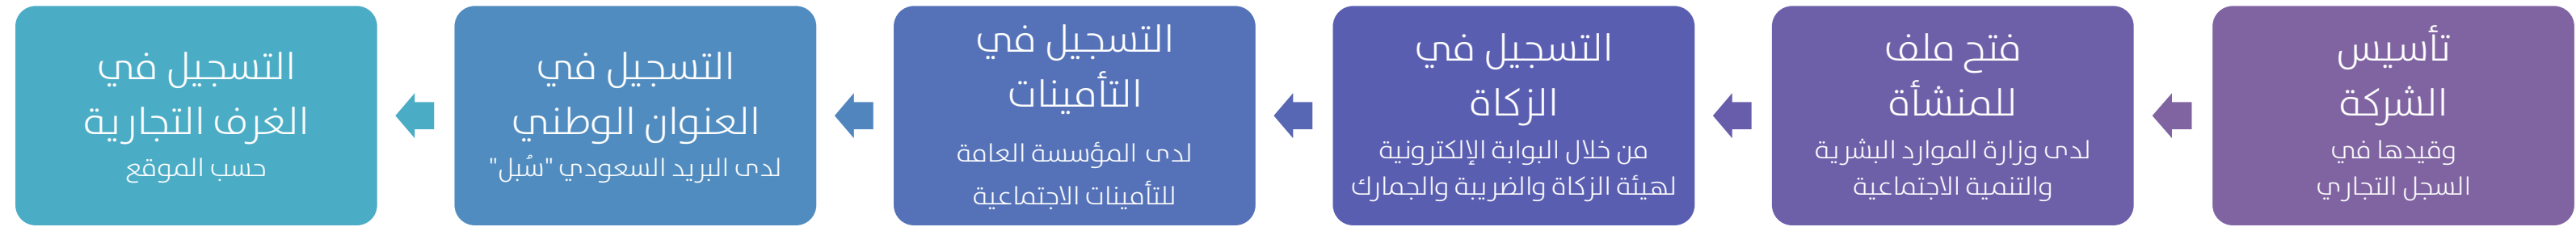 تأسيس
الشركة
وقيدها في
السجل التجاري
فتح ملف
للمنشأة
لدى وزارة الموارد البشرية
والتنمية الاجتماعية
التسجيل في
الزكاة
من خلال البوابة الإلكترونية
لهيئة الزكاة والضريبة والجمارك
التسجيل في
التأمينات
لدى المؤسسة العامة
للتأمينات الاجتماعية
التسجيل في
العنوان الوطني
لدى البريد السعودي "سُبل"
التسجيل في
الغرف التجارية
حسب الموقع